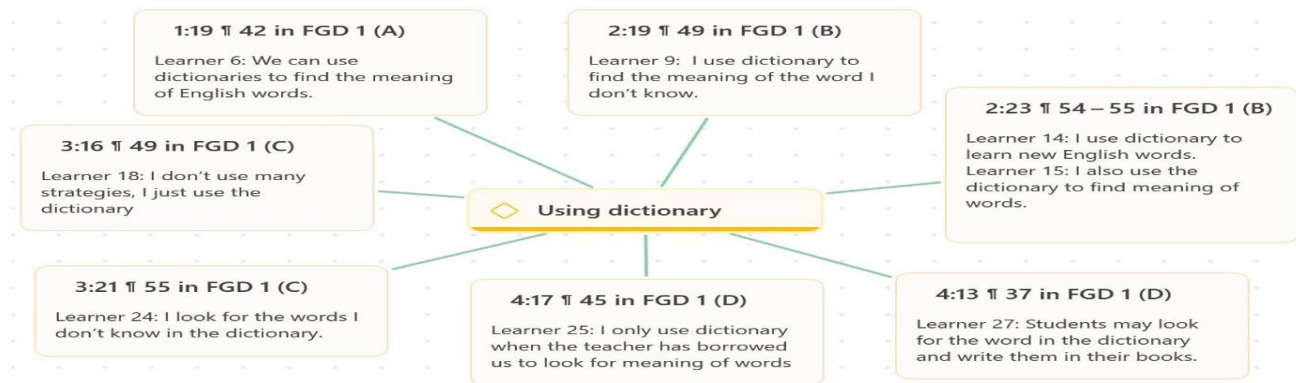 1:19 ¶ 42 in FGD 1 (A)
Learner 6: We can use
dictionaries to find the meaning
of English words.
2:19 ¶ 49 in FGD 1 (B)
Learner 9: I use dictionary to
find the meaning of the word I
don't know.
2:23 ¶ 54 – 55 in FGD 1 (B)
Learner 14: I use dictionary to
learn new English words.
Learner 15: I also use the
dictionary to find meaning of
words.
3:16 ¶ 49 in FGD 1 (C)
Learner 18: I don't use many
strategies, I just use the
dictionary
Using dictionary
3:21 ¶ 55 in FGD 1 (C)
Learner 24: I look for the words I
don't know in the dictionary.
4:17 ¶ 45 in FGD 1 (D)
Learner 25: I only use dictionary
when the teacher has borrowed
us to look for meaning of words
4:13 ¶ 37 in FGD 1 (D)
Learner 27: Students may look
for the word in the dictionary
and write them in their books.